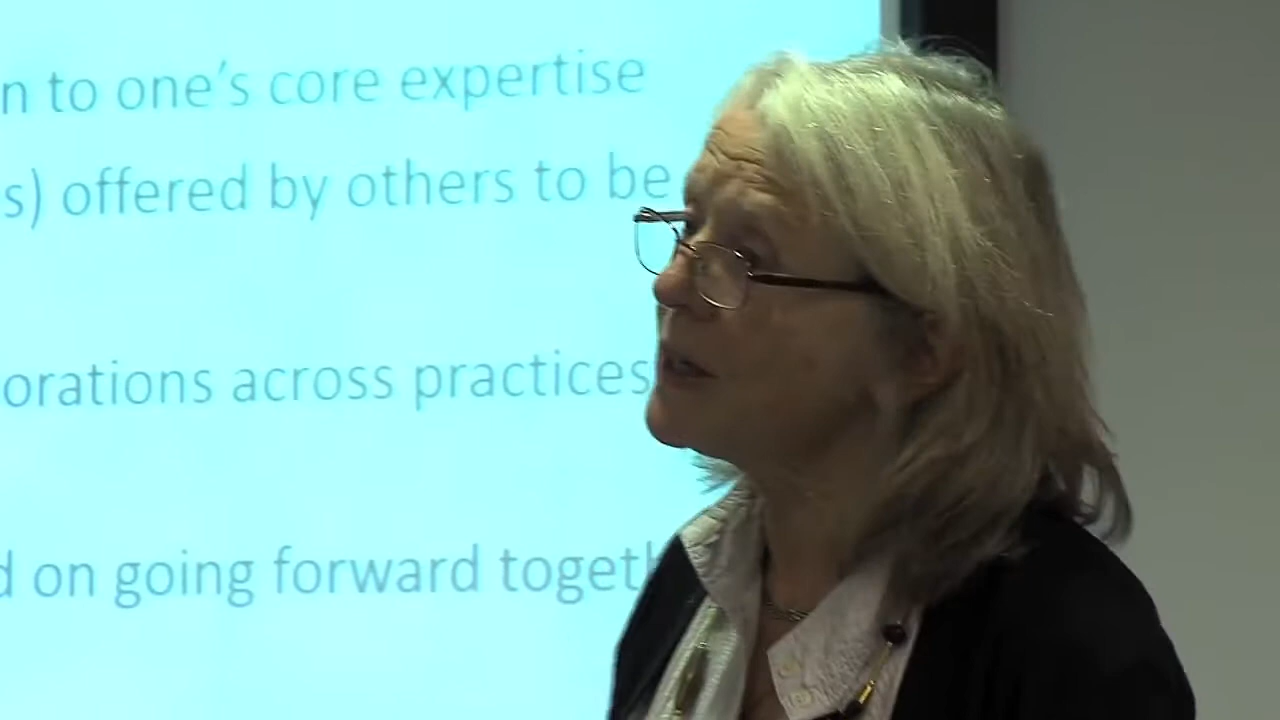 n to one’s core expertise
s) offered by others to be
orations across practices
d on going forward togeth